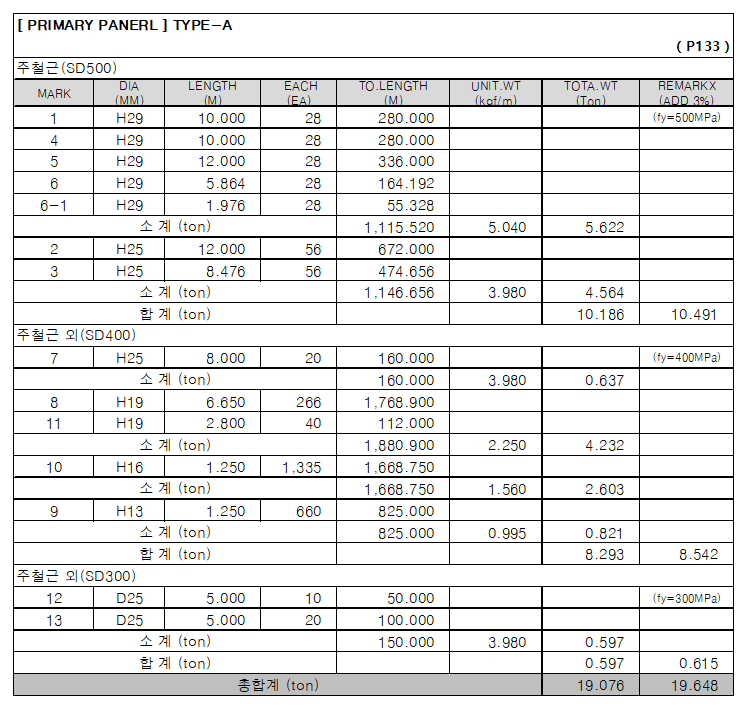 [ PRIMARY PANERL ] TYPE-A
( P133 )
주철근(SD500)
MARK DIA (MM) LENGTH (M) EACH (EA) TO.LENGTH (M) UNIT.WT (kgf/m) TOTA.WT (Ton) REMARKX (ADD 3%)
1 H29 10.000 28 280.000 (fy=500MPa)
4 H29 10.000 28 280.000
5 H29 12.000 28 336.000
6 H29 5.864 28 164.192
6-1 H29 1.976 28 55.328
소 계 (ton) 1,115.520 5.040 5.622
2 H25 12.000 56 672.000
3 H25 8.476 56 474.656
소 계 (ton) 1,146.656 3.980 4.564
합 계 (ton) 10.186 10.491
주철근 외(SD400)
7 H25 8.000 20 160.000 (fy=400MPa)
소 계 (ton) 160.000 3.980 0.637
8 H19 6.650 266 1,768.900
11 H19 2.800 40 112.000
소 계 (ton) 1,880.900 2.250 4.232
10 H16 1.250 1,335 1,668.750
소 계 (ton) 1,668.750 1.560 2.603
9 H13 1.250 660 825.000
소 계 (ton) 825.000 0.995 0.821
합 계 (ton) 8.293 8.542
주철근 외(SD300)
12 D25 5.000 10 50.000 (fy=300MPa)
13 D25 5.000 20 100.000
소 계 (ton) 150.000 3.980 0.597
합 계 (ton) 0.597 0.615
총합계 (ton) 19.076 19.648